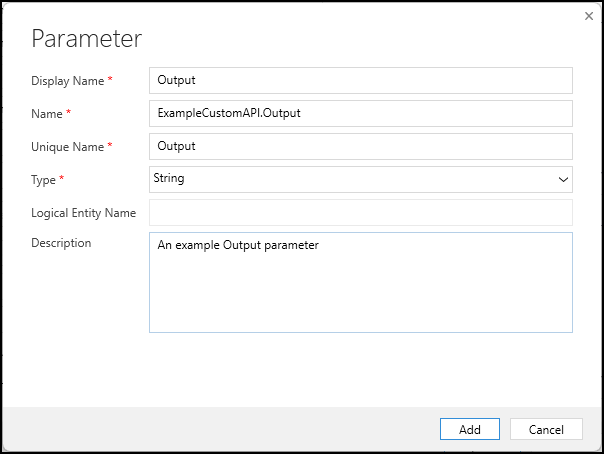 Parameter
Display Name * Output
Name * ExampleCustomAPI.Output
Unique Name * Output
Type * String
Logical Entity Name
Description An example Output parameter
Add Cancel